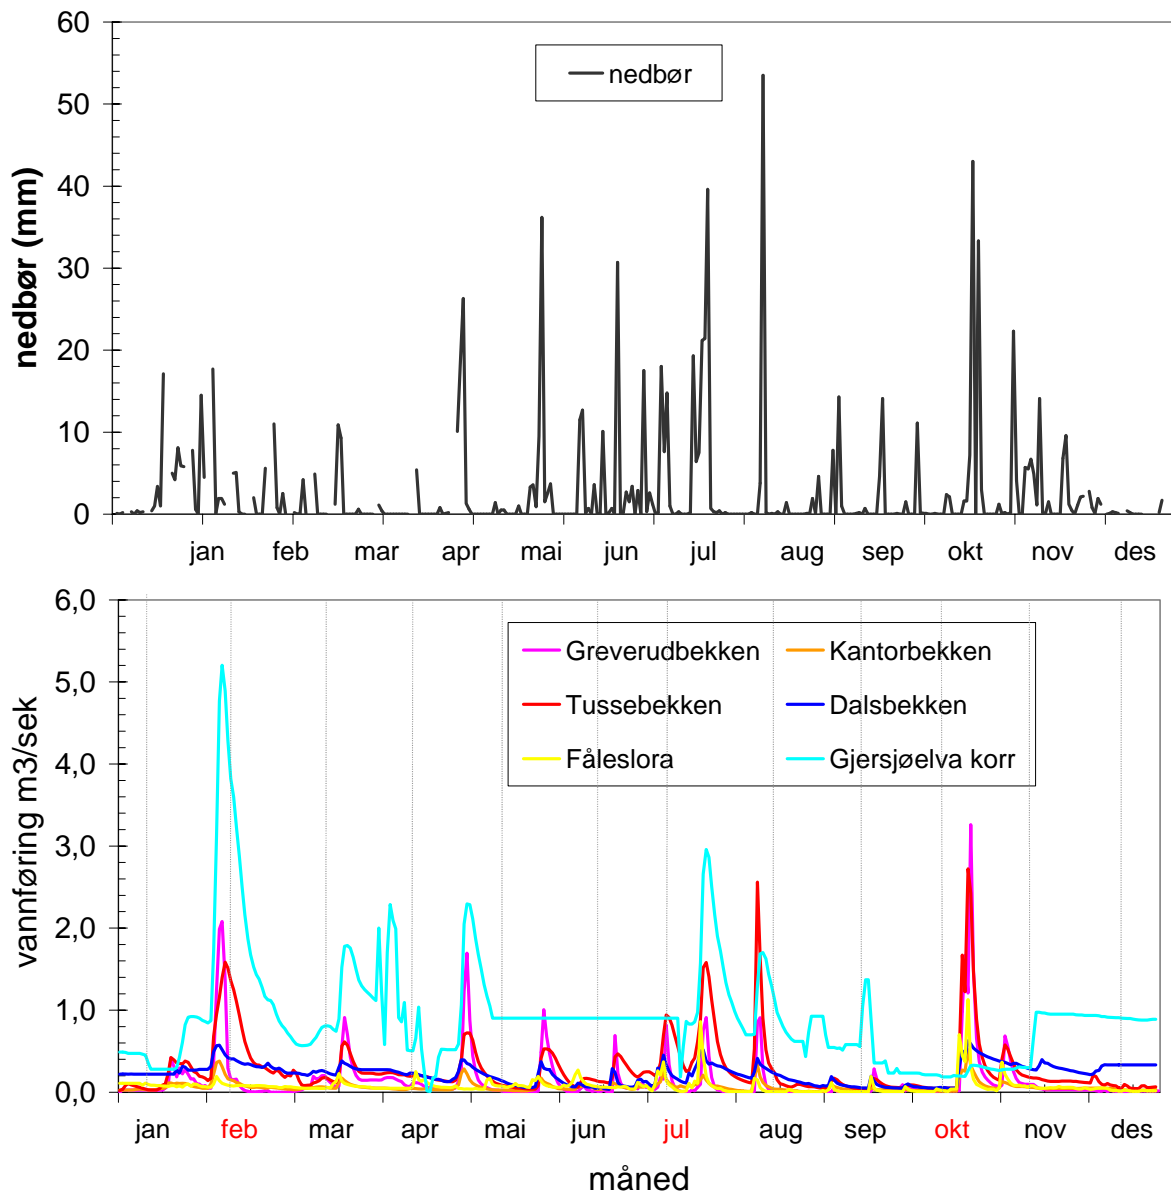 60
50
40
30
20
10
0
nedbør (mm)
nedbør
jan feb mar apr mai jun jul aug sep okt nov des
6,0
5,0
4,0
3,0
2,0
1,0
0,0
vannføring m3/sek
Greverudbekken Kantorbekken
Tussebekken Dalsbekken
Fåleslora Gjersjøelva korr
jan feb mar apr mai jun jul aug sep okt nov des
måned